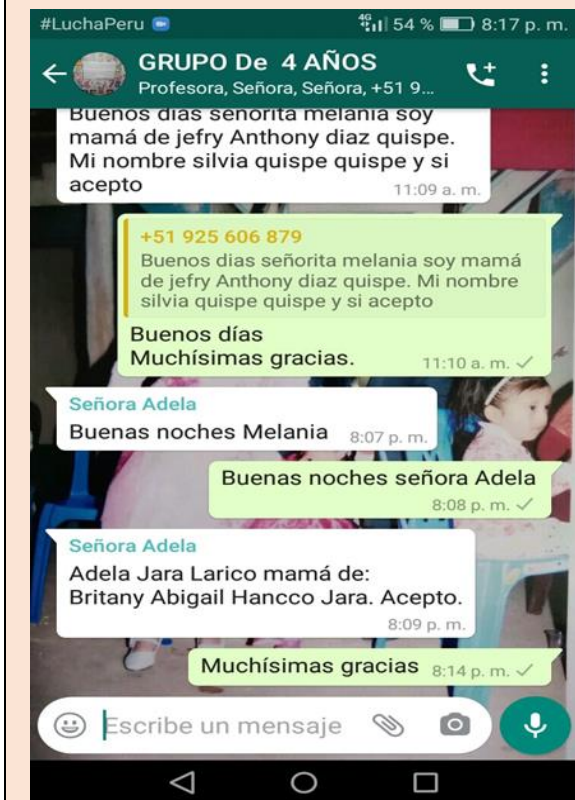 #LuchaPeru 4G 54 % 8:17 p. m.
GRUPO De 4 AÑOS
Profesora, Señora, Señora, +51 9...
Buenos dias señorita melania soy
mamá de jefry Anthony diaz quispe.
Mi nombre silvia quispe quispe y si
acepto
11:09 a. m.
+51 925 606 879
Buenos dias señorita melania soy mamá
de jefry Anthony diaz quispe. Mi nombre
silvia quispe quispe y si acepto
Buenos días
Muchísimas gracias. 11:10 a. m.
Señora Adela
Buenas noches Melania 8:07 p. m.
Buenas noches señora Adela
8:08 p. m.
Señora Adela
Adela Jara Larico mamá de:
Britany Abigail Hancco Jara. Acepto.
8:09 p. m.
Muchísimas gracias 8:14 p. m.
Escribe un mensaje